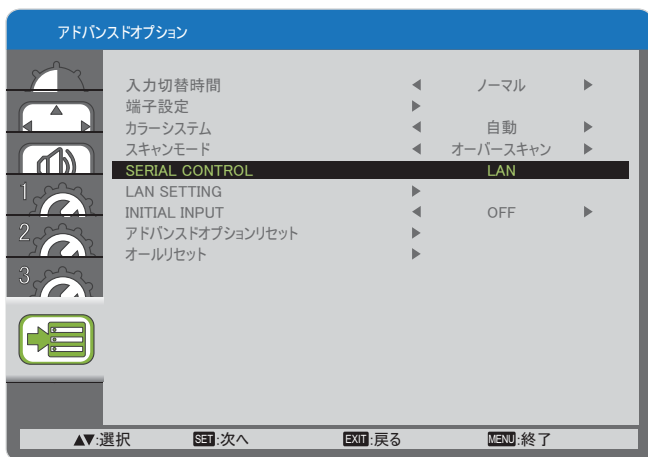 アドバンスドオプション
入力切替時間 ◀ ノーマル ▶
端子設定 ▶
カラーシステム ◀ 自動 ▶
スキャンモード ◀ オーバースキャン ▶
SERIAL CONTROL LAN
LAN SETTING ▶
INITIAL INPUT ◀ OFF ▶
アドバンスドオプションリセット ▶
オールリセット ▶
1
2
3
▲▼:選択 SET:次へ EXIT:戻る MENU:終了